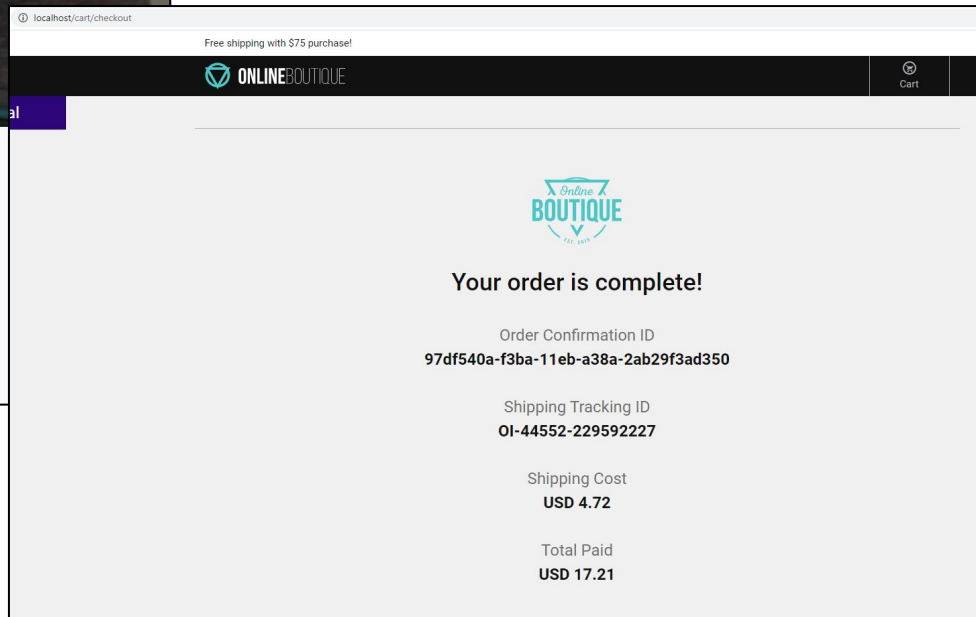 localhost/cart/checkout
Free shipping with $75 purchase!
ONLINEBOUTIQUE
Cart
al
Online
BOUTIQUE
Your order is complete!
Order Confirmation ID
97df540a-f3ba-11eb-a38a-2ab29f3ad350
Shipping Tracking ID
OI-44552-229592227
Shipping Cost
USD 4.72
Total Paid
USD 17.21